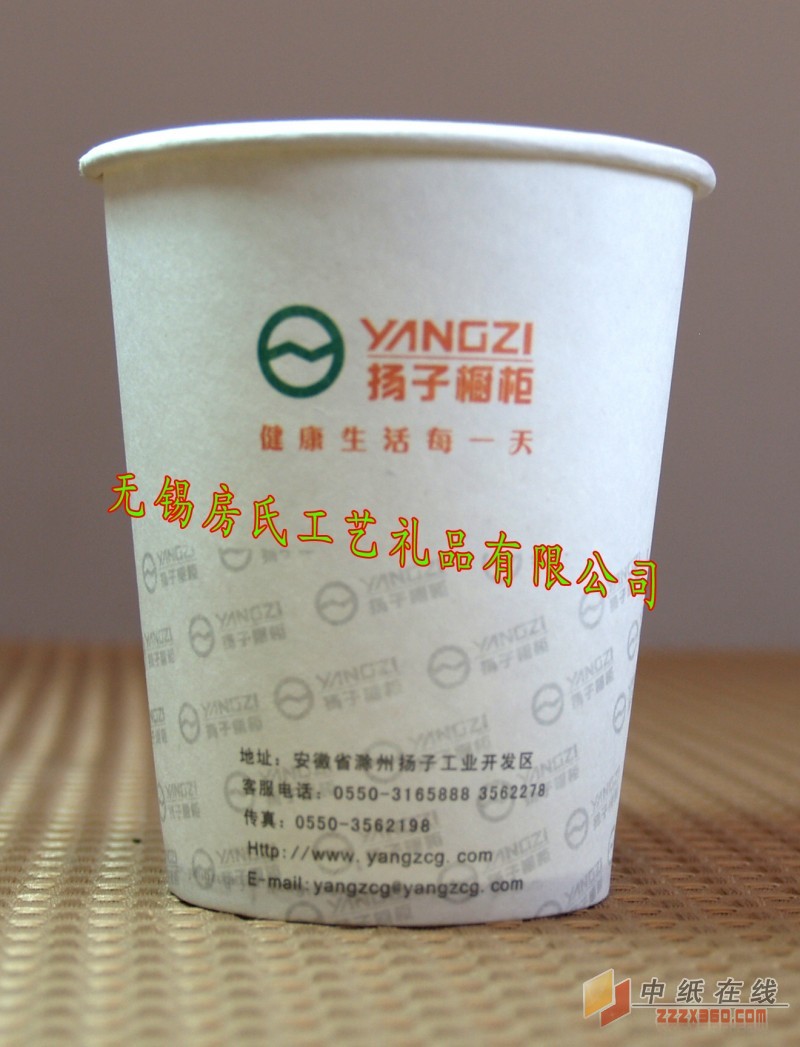 YANGZI
扬子橱柜
健康生活每一天
无锡房氏工艺礼品有限公司
地址：安徽省滁州扬子工业开发区
客服电话：0550-3165888 3562278
传真：0550-3562198
Http://www.yangzcg.com
E-mail:yangzcg@yangzcg.com
中纸在线
ZZZX360.COM